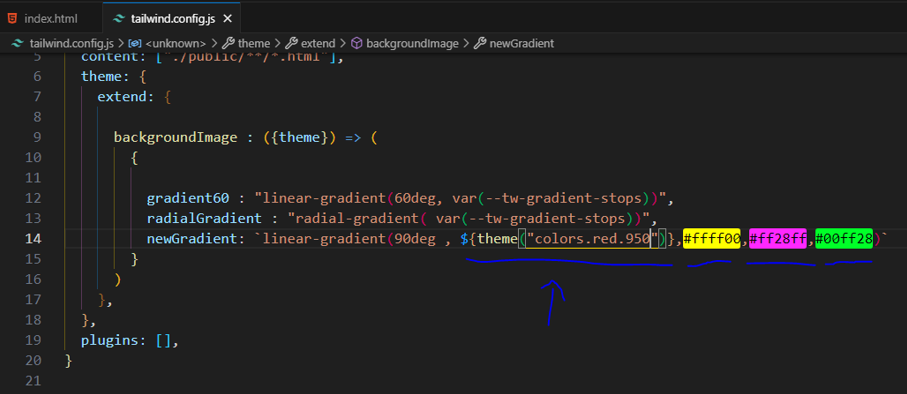 index.html tailwind.config.js ×
tailwind.config.js > <unknown> > theme > extend > backgroundImage > newGradient
5 content: ["./public/**/*.html"],
6 theme: {
7 extend: {
8
9 backgroundImage : ({theme}) => (
10 {
11
12 gradient60 : "linear-gradient(60deg, var(--tw-gradient-stops))",
13 radialGradient : "radial-gradient( var(--tw-gradient-stops))",
14 newGradient: `linear-gradient(90deg , ${theme("colors.red.950")},#ffff00,#ff28ff,#00ff28)`
15 }
16 )
17 },
18 },
19 plugins: [],
20 }
21